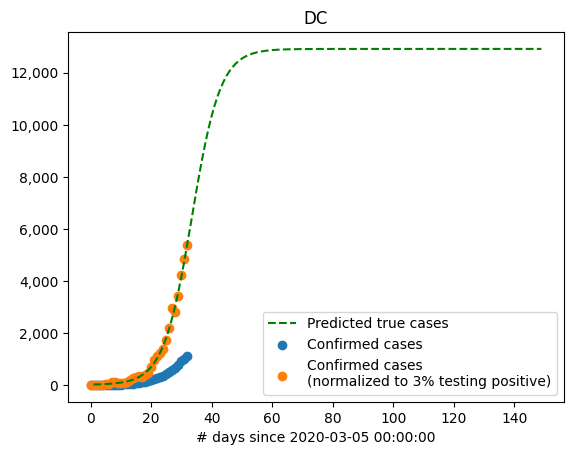 DC
12,000
10,000
8,000
6,000
4,000
2,000
0
Predicted true cases
Confirmed cases
Confirmed cases
(normalized to 3% testing positive)
0 20 40 60 80 100 120 140
# days since 2020-03-05 00:00:00